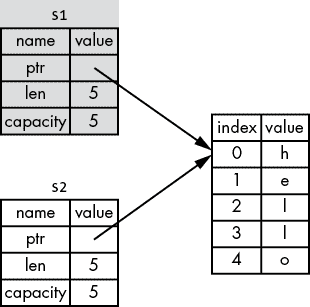 s1
name value
ptr
len 5
capacity 5
s2
name value
ptr
len 5
capacity 5
index value
0 h
1 e
2 l
3 l
4 o